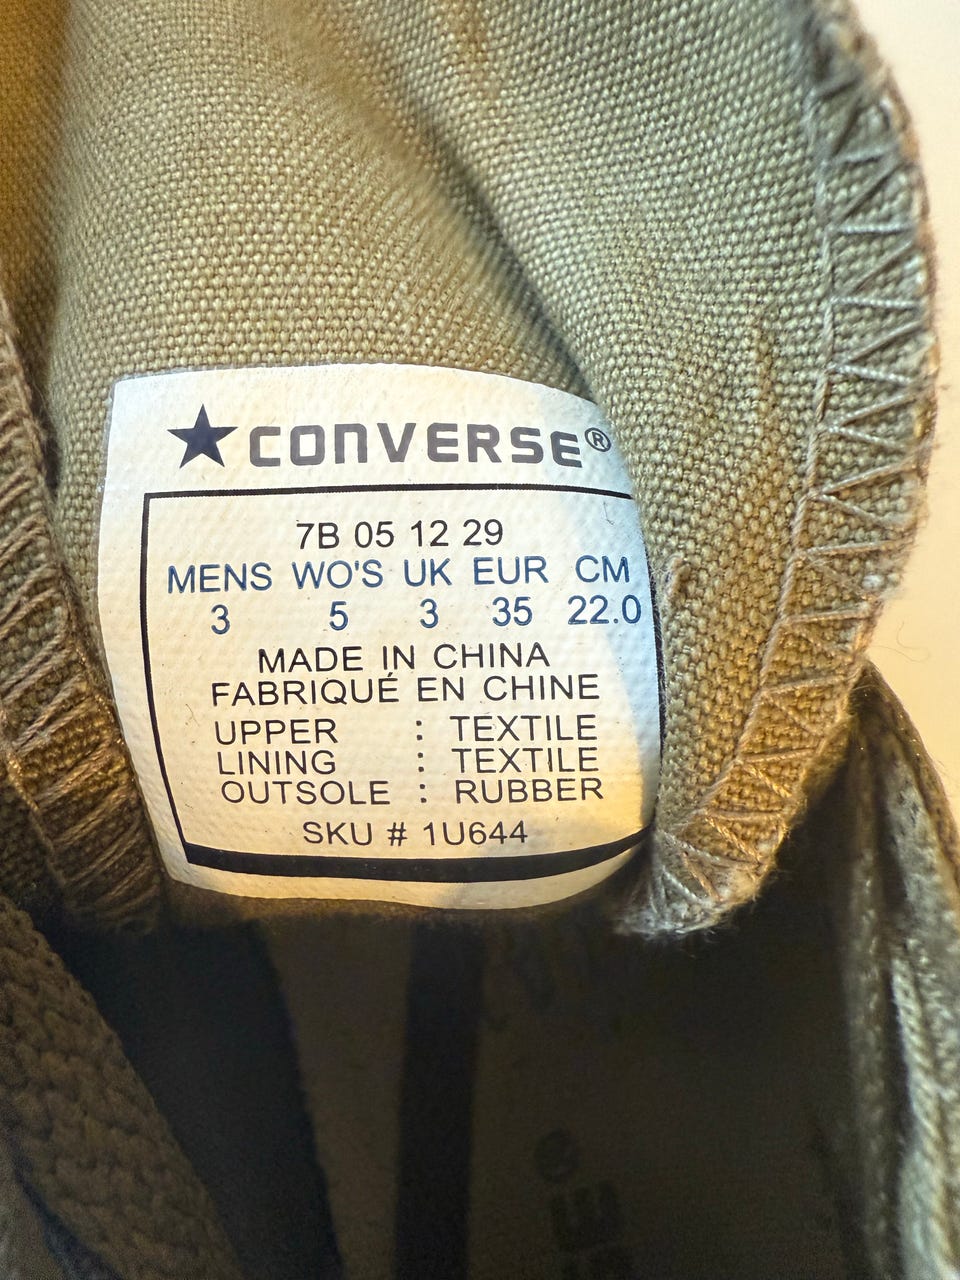 CONVERSE®
7B 05 12 29
MENS WO'S UK EUR CM
3 5 3 35 22.0
MADE IN CHINA
FABRIQUÉ EN CHINE
UPPER : TEXTILE
LINING : TEXTILE
OUTSOLE : RUBBER
SKU # 1U644